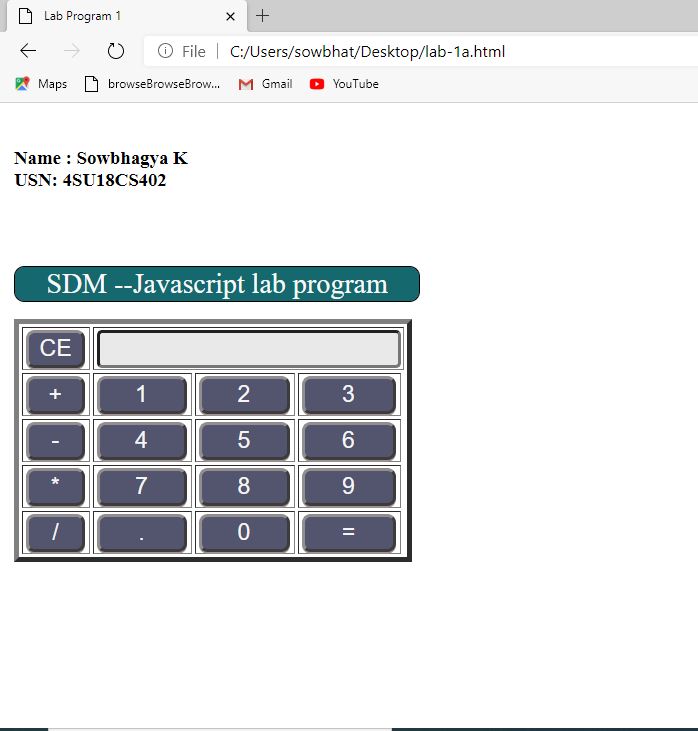 Lab Program 1
File C:/Users/sowbhat/Desktop/lab-1a.html
Maps browseBrowseBrow... Gmail YouTube
Name : Sowbhagya K
USN: 4SU18CS402
SDM --Javascript lab program
CE
+ 1 2 3
- 4 5 6
* 7 8 9
/ . 0 =